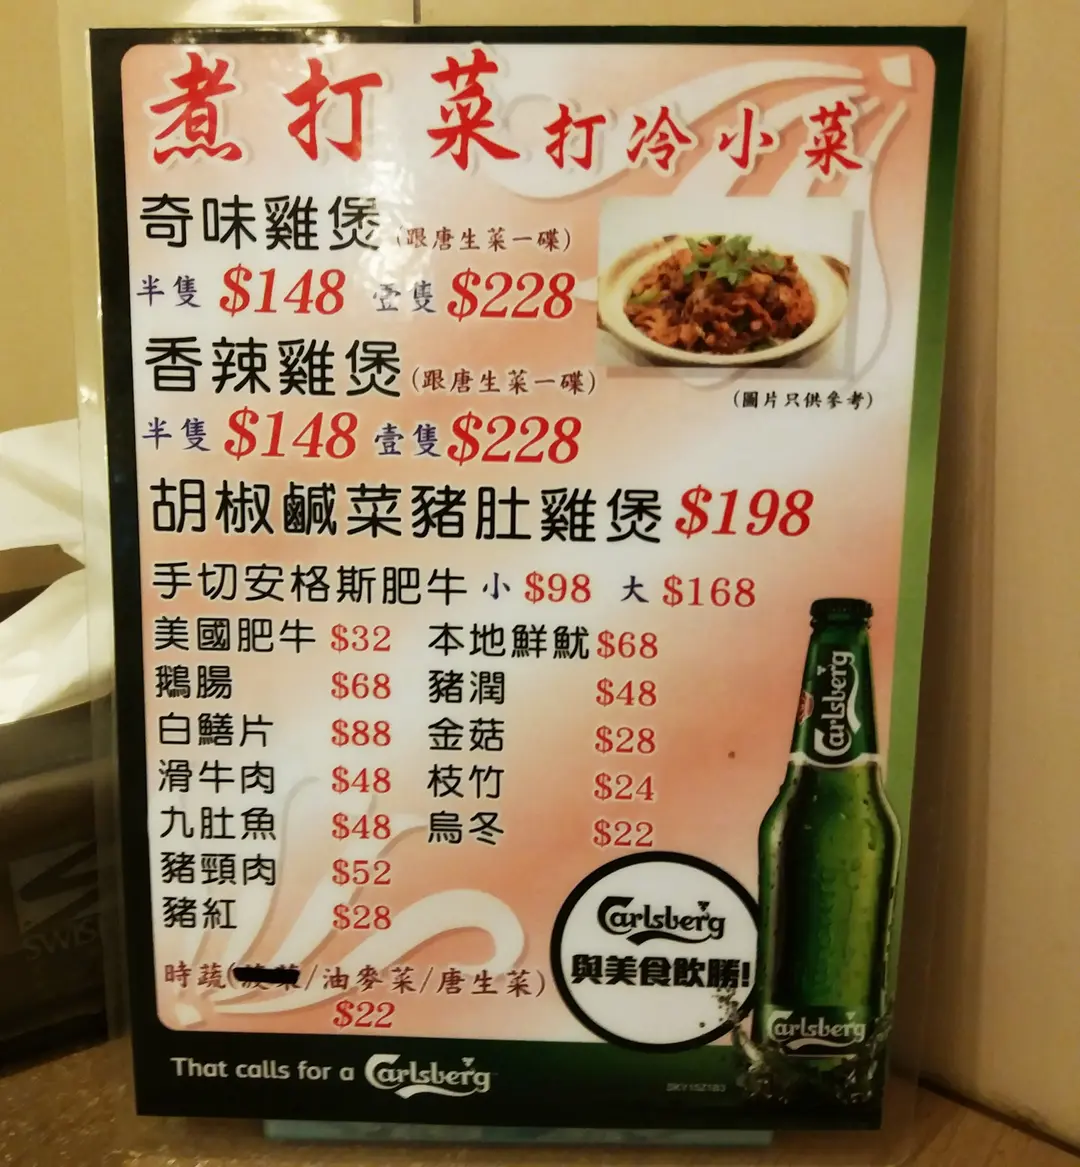 煮打菜 打冷小菜
奇味雞煲(跟唐生菜一碟)
半隻 $148 壹隻 $228
香辣雞煲(跟唐生菜一碟)
半隻 $148 壹隻 $228
(圖片只供參考)
胡椒鹹菜豬肚雞煲 $198
手切安格斯肥牛 小 $98 大 $168
美國肥牛 $32 本地鮮魷 $68
鵝腸 $68 豬潤 $48
白鱔片 $88 金菇 $28
滑牛肉 $48 枝竹 $24
九肚魚 $48 烏冬 $22
豬頸肉 $52
豬紅 $28
時蔬(/油麥菜/唐生菜)
$22
Carlsberg
與美食飲勝!
Carlsberg
Carlsberg
That calls for a Carlsberg
SWIS